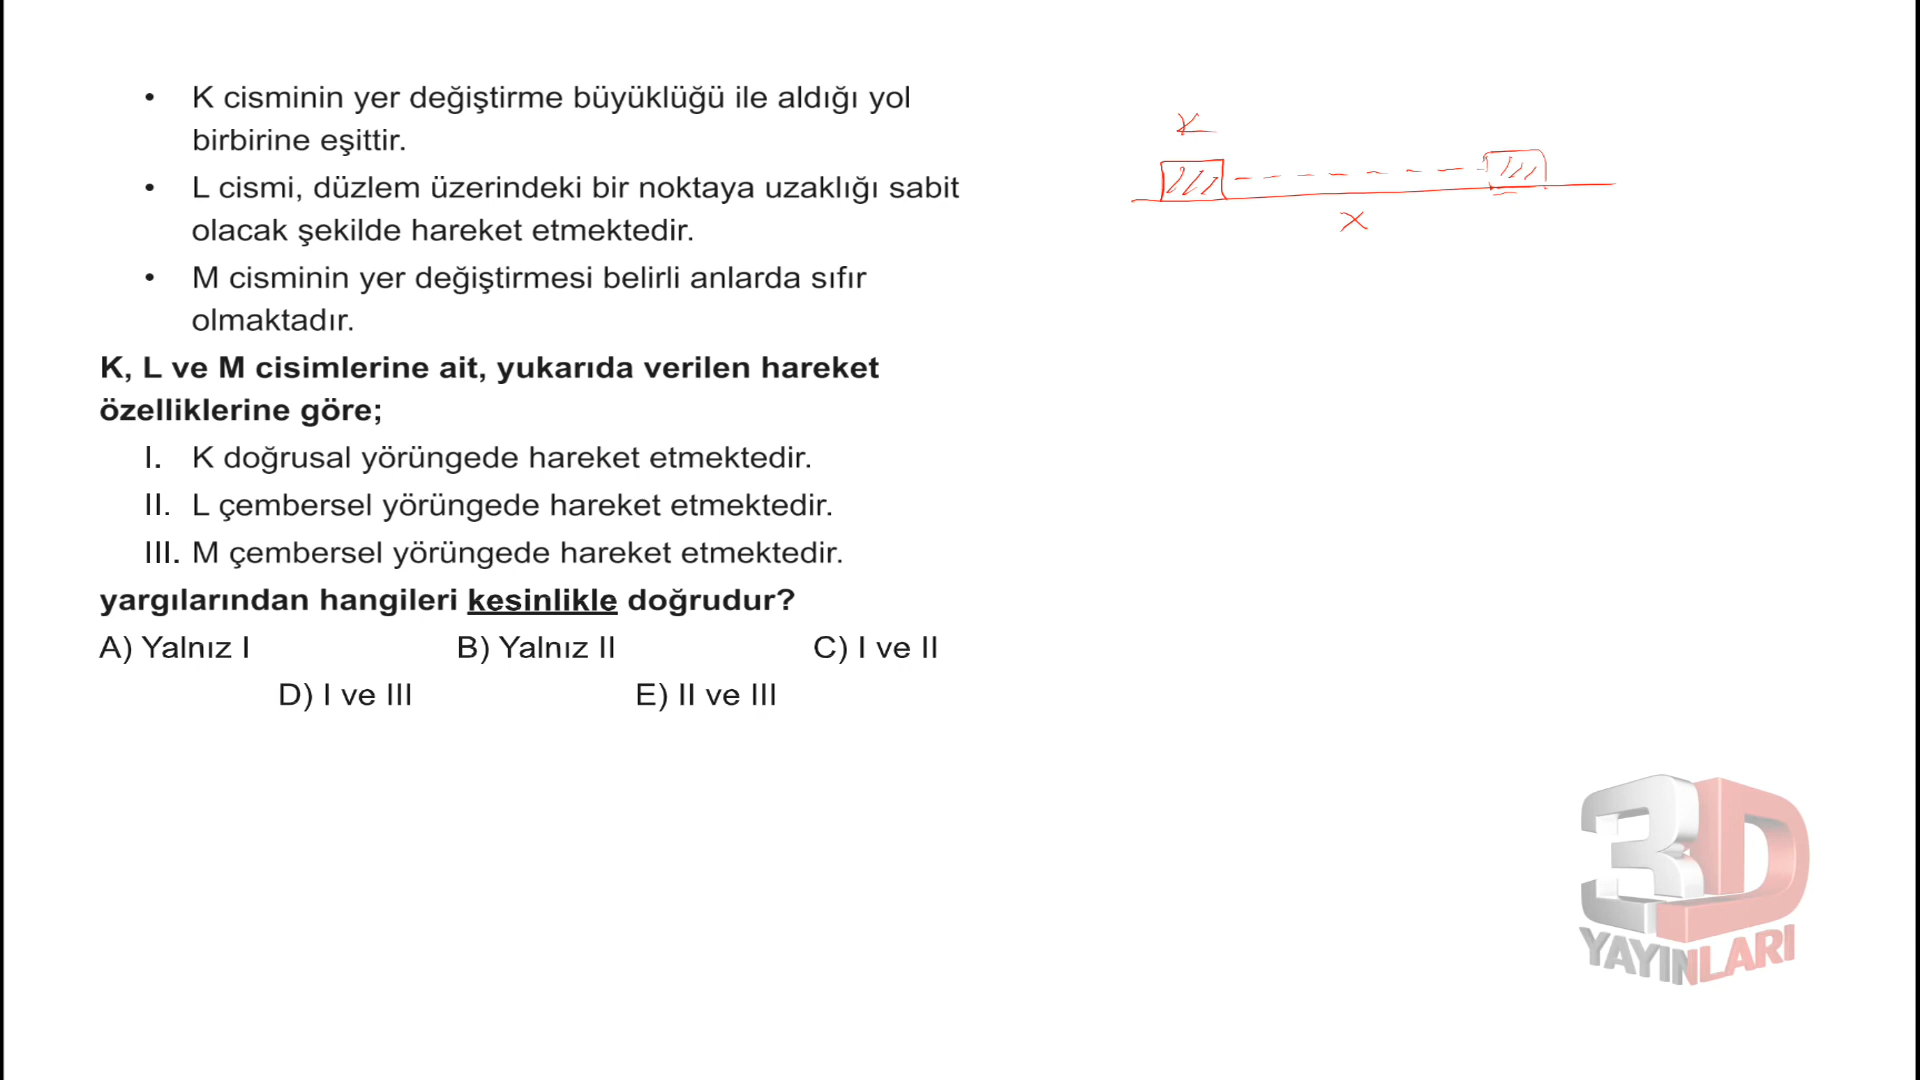 • K cisminin yer değiştirme büyüklüğü ile aldığı yol
birbirine eşittir.
• L cismi, düzlem üzerindeki bir noktaya uzaklığı sabit
olacak şekilde hareket etmektedir.
• M cisminin yer değiştirmesi belirli anlarda sıfır
olmaktadır.
K, L ve M cisimlerine ait, yukarıda verilen hareket
özelliklerine göre;
I. K doğrusal yörüngede hareket etmektedir.
II. L çembersel yörüngede hareket etmektedir.
III. M çembersel yörüngede hareket etmektedir.
yargılarından hangileri kesinlikle doğrudur?
A) Yalnız I B) Yalnız II C) I ve II
D) I ve III E) II ve III
K
X
3D
YAYINLARI